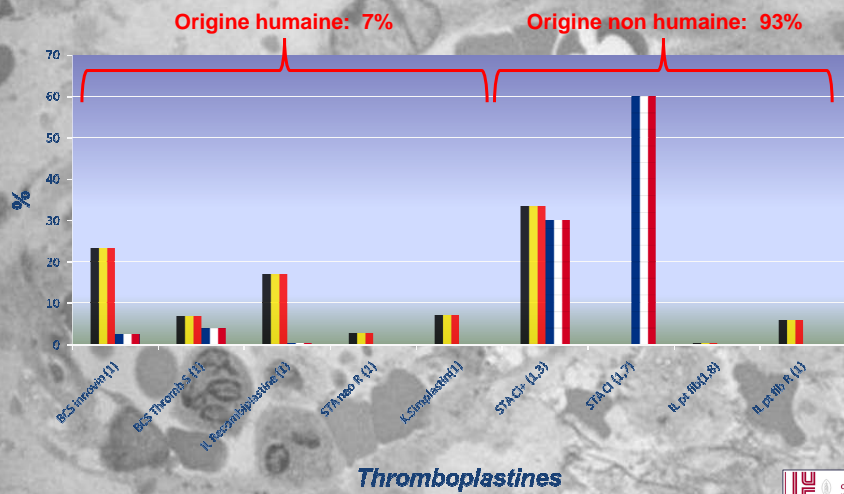 Origine humaine: 7%
Origine non humaine: 93%
70
60
50
40
30
20
10
0
%
BCS innovin (1)
BCS Thromb S (1)
IL Recombiplastine (1)
STA neo R (1)
K.Simplastin(1)
STA CI+ (1,3)
STA CI (1,7)
IL pt fib(1.8)
IL pt fib R (1)
Thromboplastines